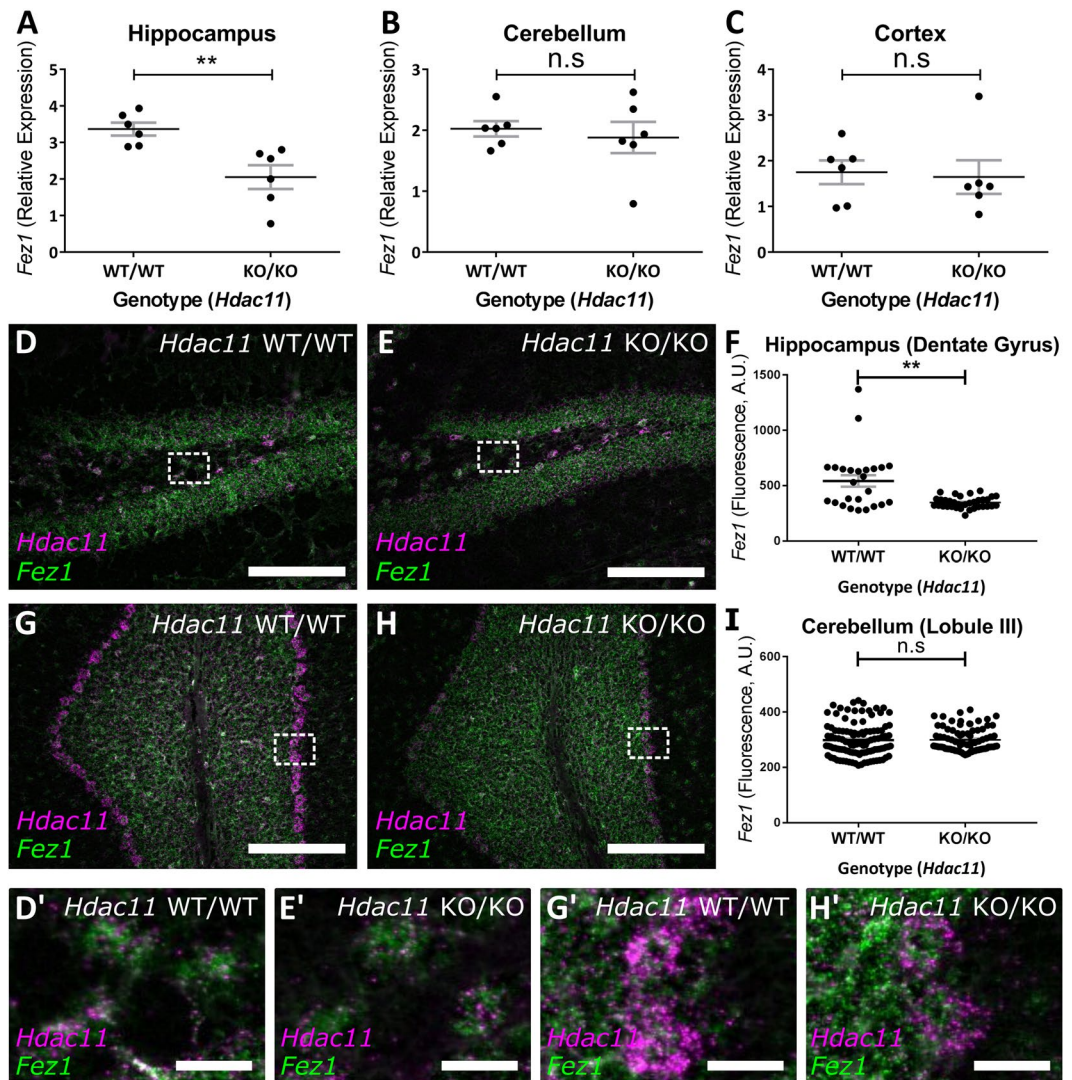 A
Hippocampus
**
5
4
3
2
1
0
Fez1 (Relative Expression)
WT/WT
KO/KO
Genotype (Hdac11)
B
Cerebellum
n.s
3
2
1
0
Fez1 (Relative Expression)
WT/WT
KO/KO
Genotype (Hdac11)
C
Cortex
n.s
4
3
2
1
0
Fez1 (Relative Expression)
WT/WT
KO/KO
Genotype (Hdac11)
D
Hdac11 WT/WT
Hdac11
Fez1
E
Hdac11 KO/KO
Hdac11
Fez1
F
Hippocampus (Dentate Gyrus)
**
1500
1000
500
0
Fez1 (Fluorescence, A.U.)
WT/WT
KO/KO
Genotype (Hdac11)
G
Hdac11 WT/WT
Hdac11
Fez1
H
Hdac11 KO/KO
Hdac11
Fez1
I
Cerebellum (Lobule III)
n.s
600
400
200
0
Fez1 (Fluorescence, A.U.)
WT/WT
KO/KO
Genotype (Hdac11)
D'
Hdac11 WT/WT
Hdac11
Fez1
E'
Hdac11 KO/KO
Hdac11
Fez1
G'
Hdac11 WT/WT
Hdac11
Fez1
H'
Hdac11 KO/KO
Hdac11
Fez1